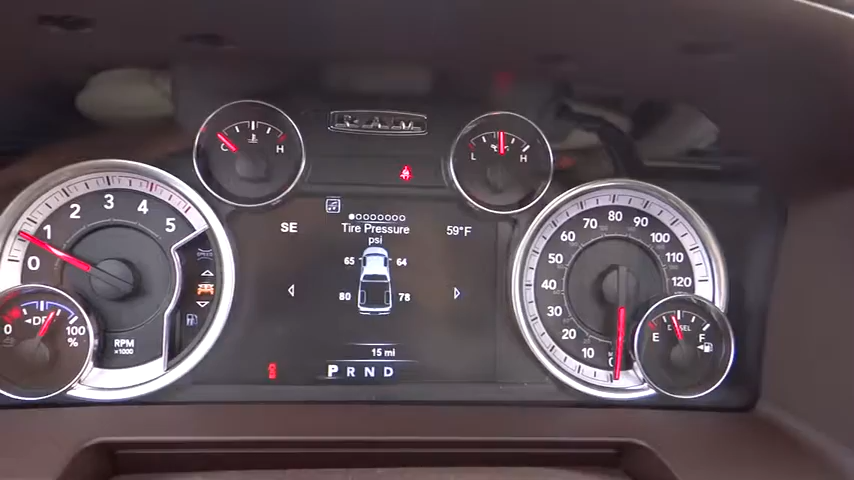 RAM
C H
L H
SE
Tire Pressure
psi
59°F
65 64
80 78
15 mi
P R N D
0 1 2 3 4 5
RPM
x1000
0 DEF 100
%
0 10 20 30 40 50 60 70 80 90 100 110 120
E DIESEL F